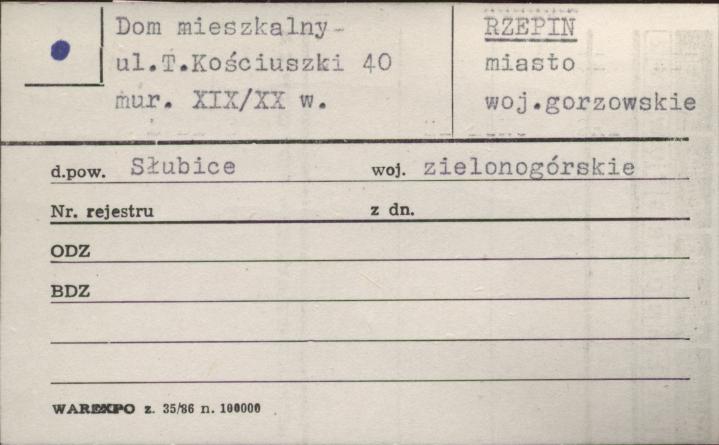 Dom mieszkalny-
ul.T.Kościuszki 40
mur. XIX/XX w.
RZEPIN
miasto
woj.gorzowskie
d.pow. Słubice woj. zielonogórskie
Nr. rejestru z dn.
ODZ
BDZ
WAREXPO z. 35/86 n. 100000